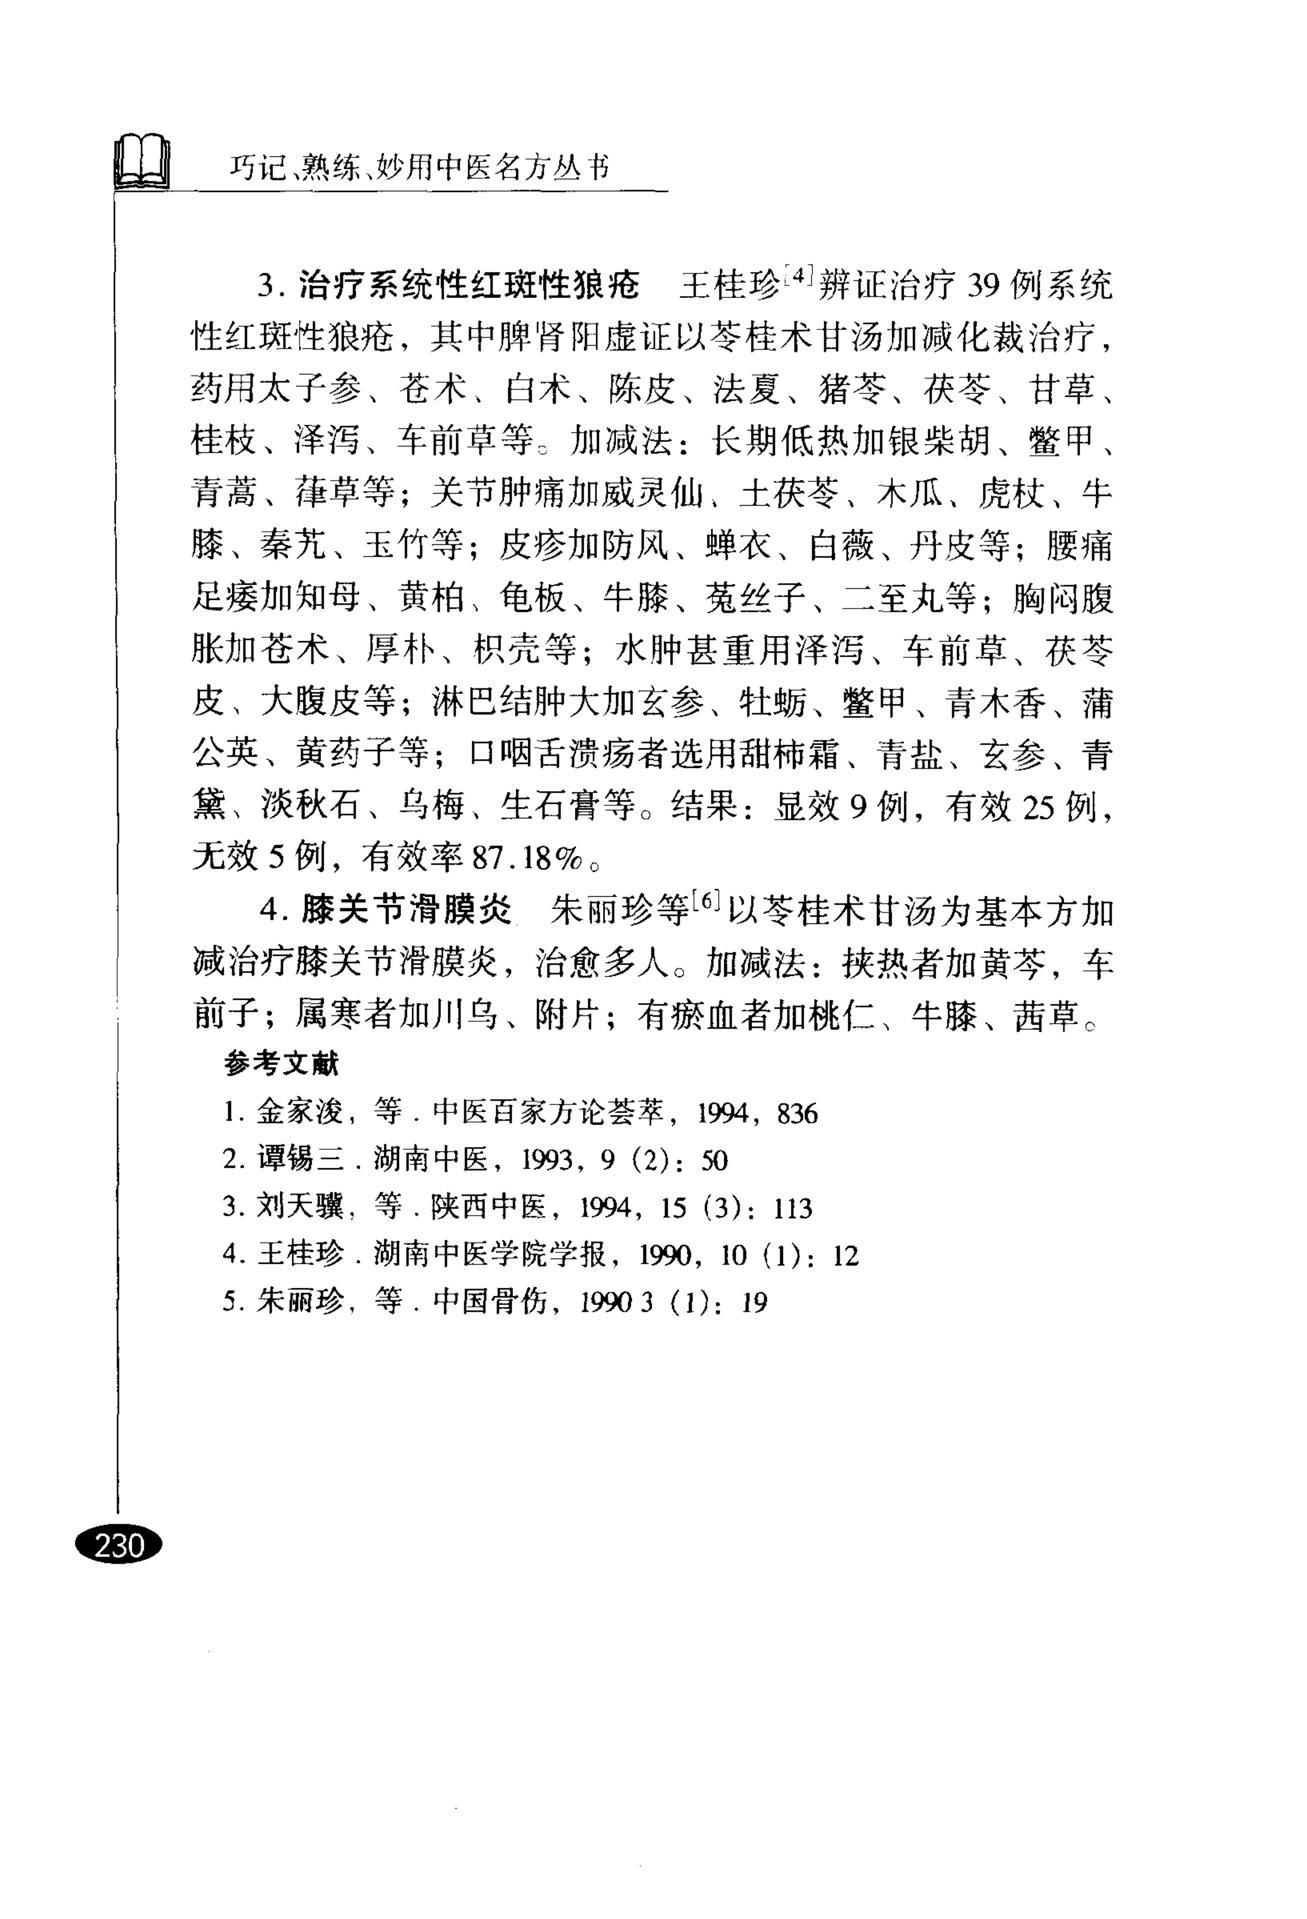 巧记、熟练、妙用中医名方丛书
3. 治疗系统性红斑性狼疮 王桂珍[4]辨证治疗 39 例系统
性红斑性狼疮，其中脾肾阳虚证以苓桂术甘汤加减化裁治疗，
药用太子参、苍术、白术、陈皮、法夏、猪苓、茯苓、甘草、
桂枝、泽泻、车前草等。加减法：长期低热加银柴胡、鳖甲、
青蒿、葎草等；关节肿痛加威灵仙、土茯苓、木瓜、虎杖、牛
膝、秦艽、玉竹等；皮疹加防风、蝉衣、白薇、丹皮等；腰痛
足痿加知母、黄柏、龟板、牛膝、菟丝子、二至丸等；胸闷腹
胀加苍术、厚朴、枳壳等；水肿甚重用泽泻、车前草、茯苓
皮、大腹皮等；淋巴结肿大加玄参、牡蛎、鳖甲、青木香、蒲
公英、黄药子等；口咽舌溃疡者选用甜柿霜、青盐、玄参、青
黛、淡秋石、乌梅、生石膏等。结果：显效 9 例，有效 25 例，
无效 5 例，有效率 87.18%。
4. 膝关节滑膜炎 朱丽珍等[6]以苓桂术甘汤为基本方加
减治疗膝关节滑膜炎，治愈多人。加减法：挟热者加黄芩，车
前子；属寒者加川乌、附片；有瘀血者加桃仁、牛膝、茜草。
参考文献
1. 金家浚，等．中医百家方论荟萃，1994，836
2. 谭锡三．湖南中医，1993，9（2）：50
3. 刘天骥，等．陕西中医，1994，15（3）：113
4. 王桂珍．湖南中医学院学报，1990，10（1）：12
5. 朱丽珍，等．中国骨伤，1990 3（1）：19
230